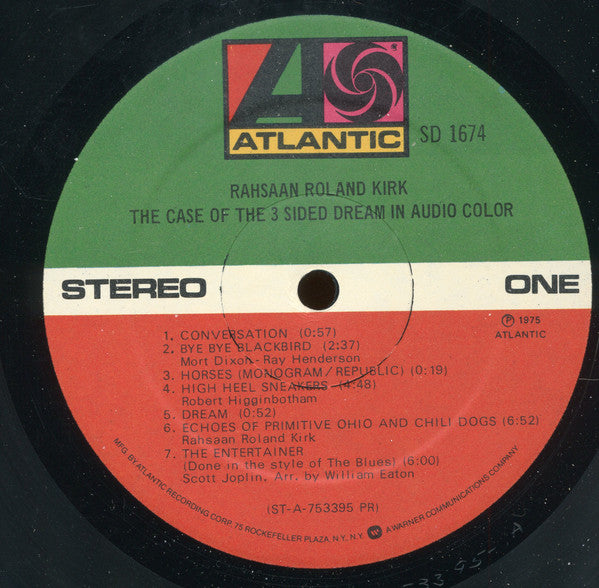 ATLANTIC
SD 1674
RAHSAAN ROLAND KIRK
THE CASE OF THE 3 SIDED DREAM IN AUDIO COLOR
STEREO
ONE
℗ 1975
ATLANTIC
1. CONVERSATION (0:57)
2. BYE BYE BLACKBIRD (2:37)
Mort Dixon-Ray Henderson
3. HORSES (MONOGRAM/REPUBLIC) (0:19)
4. HIGH HEEL SNEAKERS (4:48)
Robert Higginbotham
5. DREAM (0:52)
6. ECHOES OF PRIMITIVE OHIO AND CHILI DOGS (6:52)
Rahsaan Roland Kirk
7. THE ENTERTAINER
(Done in the style of The Blues) (6:00)
Scott Joplin, Arr. by William Eaton
(ST-A-753395 PR)
MFG. BY ATLANTIC RECORDING CORP. 75 ROCKEFELLER PLAZA, N.Y., N.Y. A WARNER COMMUNICATIONS COMPANY